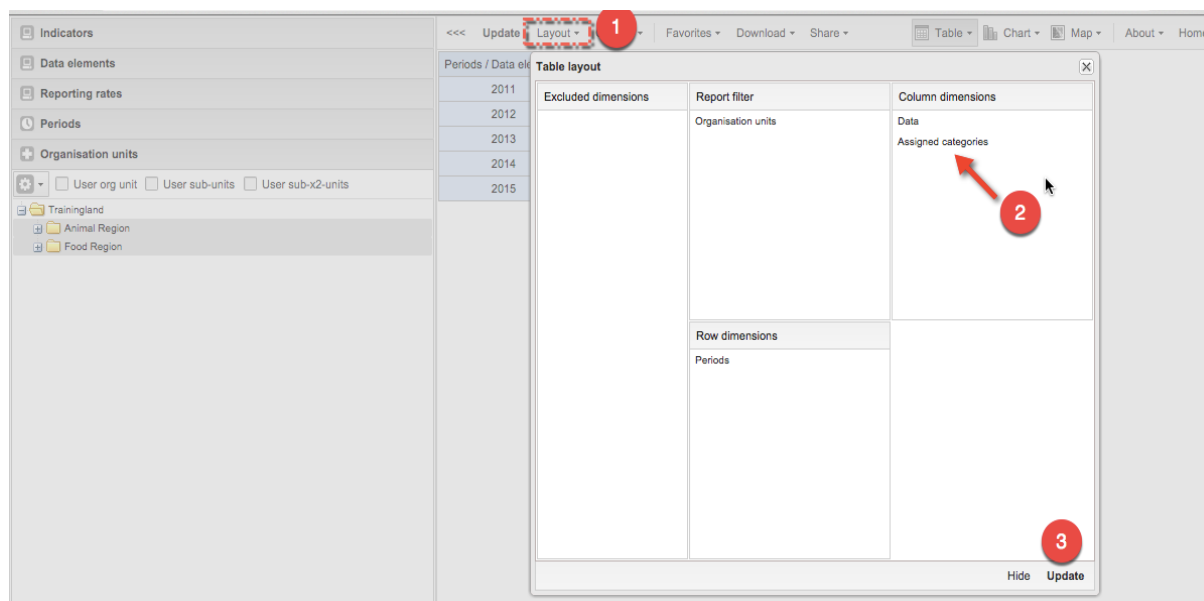 Indicators
Data elements
Reporting rates
Periods
Organisation units
User org unit User sub-units User sub-x2-units
Trainingland
Animal Region
Food Region
<<< Update Layout 1 Favorites Download Share Table Chart Map About Home
Periods / Data ele
2011
2012
2013
2014
2015
Table layout
Excluded dimensions
Report filter
Organisation units
Column dimensions
Data
Assigned categories
2
Row dimensions
Periods
3
Hide Update